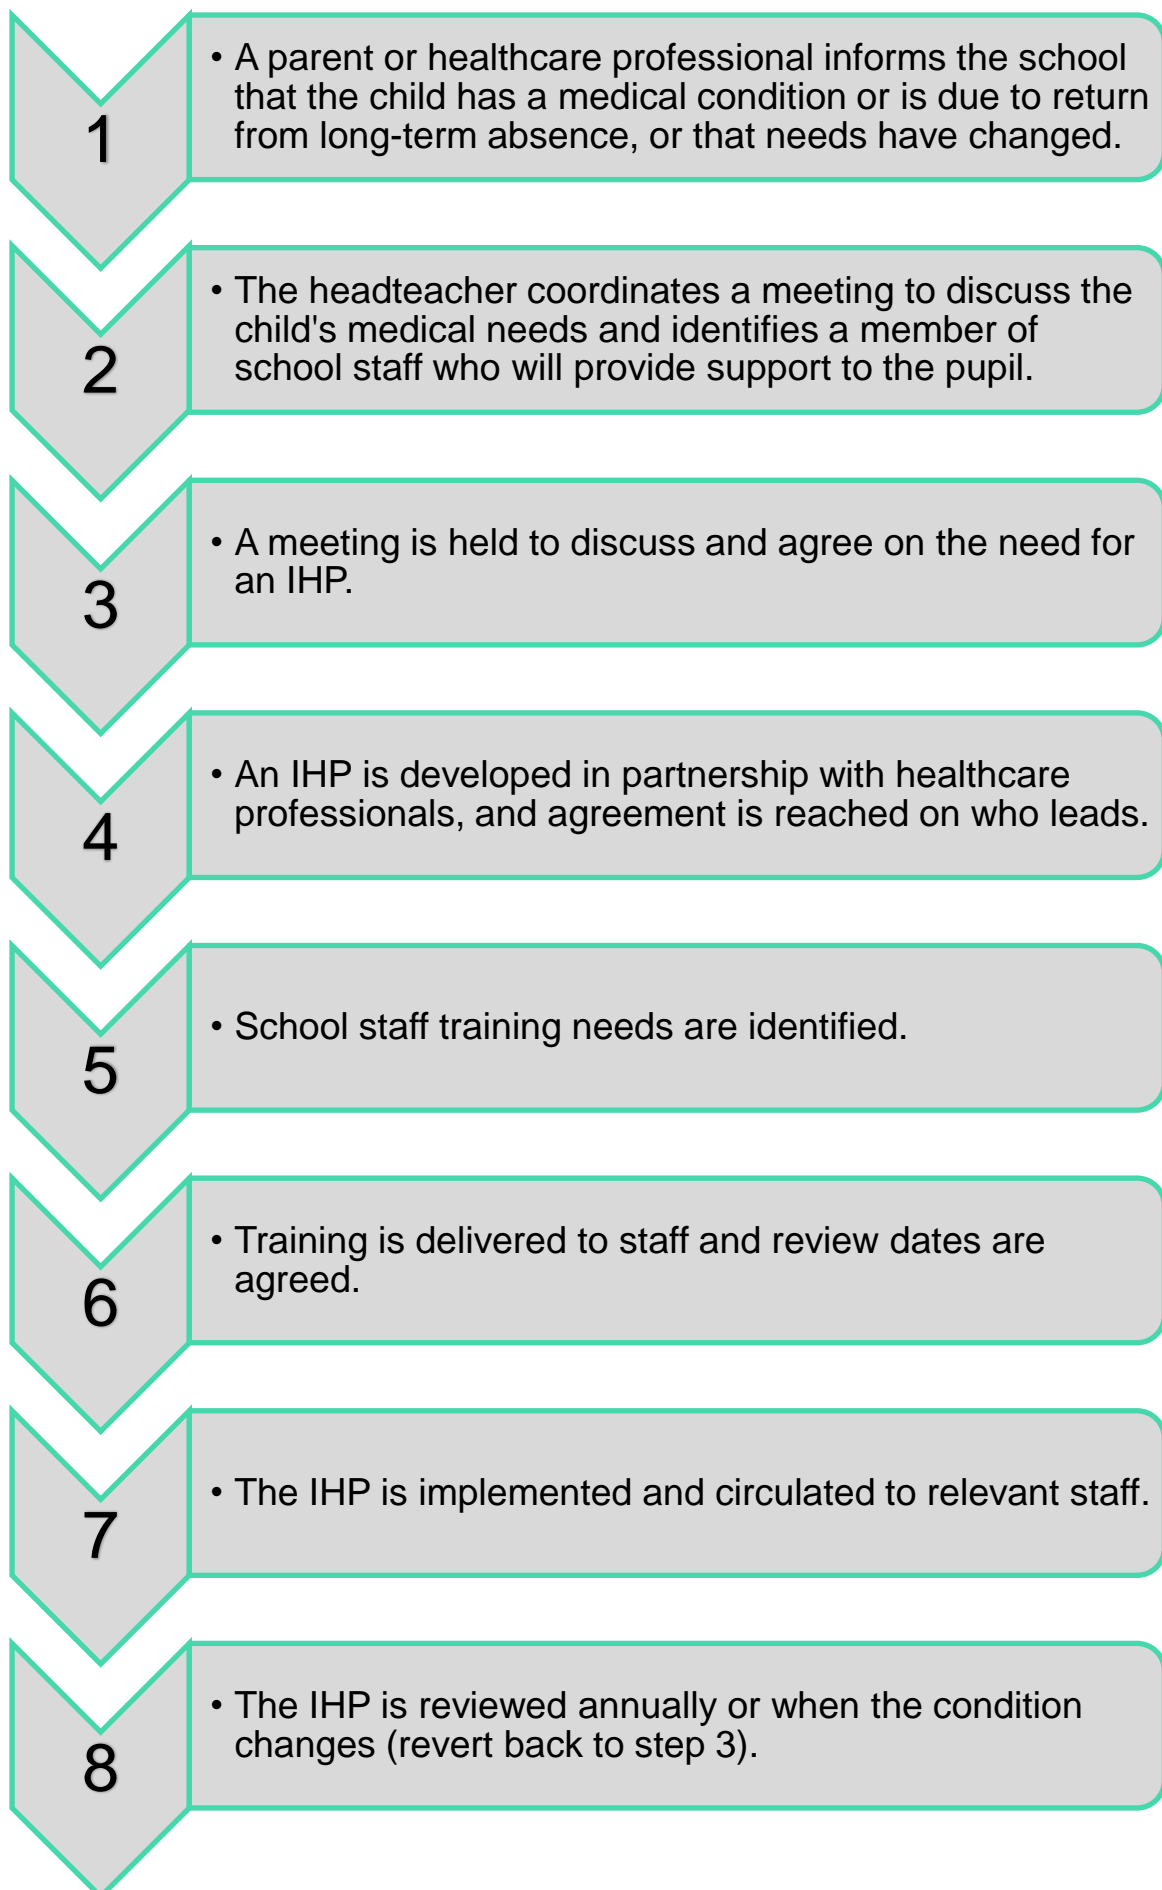 1
• A parent or healthcare professional informs the school
that the child has a medical condition or is due to return
from long-term absence, or that needs have changed.
2
• The headteacher coordinates a meeting to discuss the
child's medical needs and identifies a member of
school staff who will provide support to the pupil.
3
• A meeting is held to discuss and agree on the need for
an IHP.
4
• An IHP is developed in partnership with healthcare
professionals, and agreement is reached on who leads.
5
• School staff training needs are identified.
6
• Training is delivered to staff and review dates are
agreed.
7
• The IHP is implemented and circulated to relevant staff.
8
• The IHP is reviewed annually or when the condition
changes (revert back to step 3).